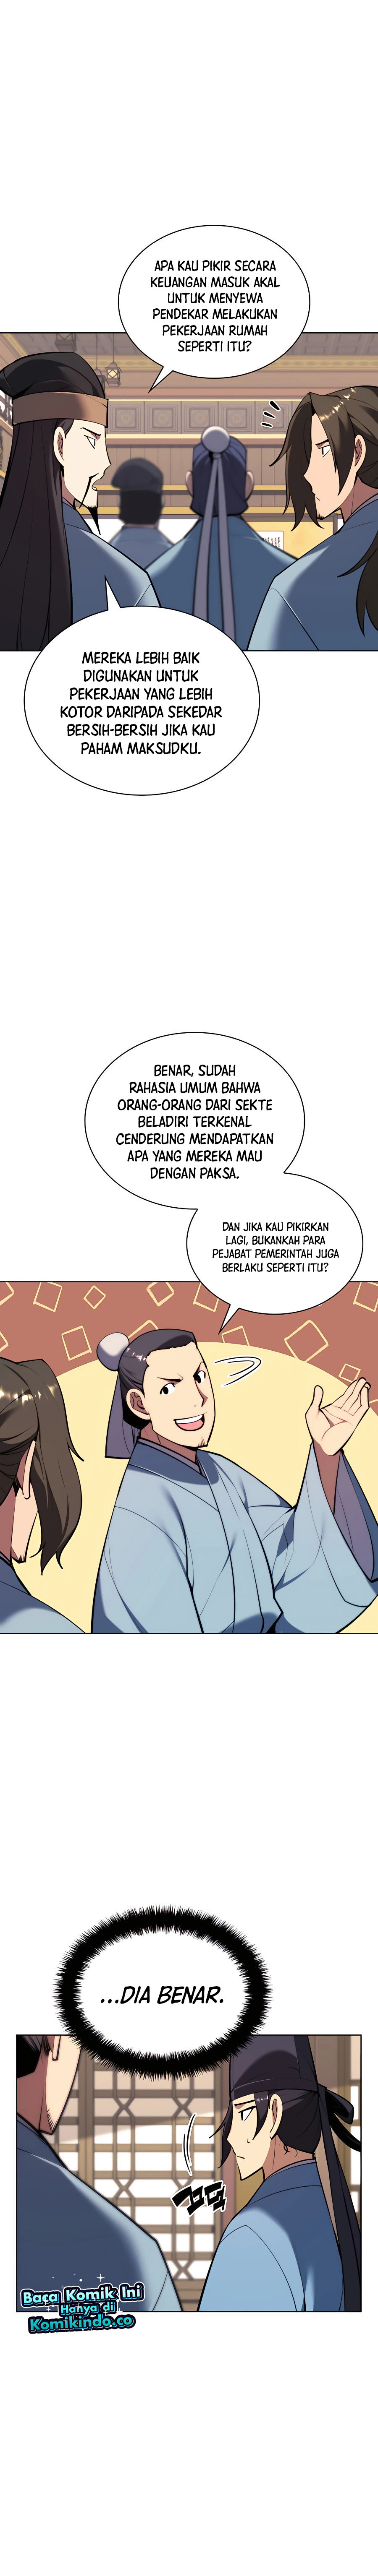 APA KAU PIKIR SECARA
KEUANGAN MASUK AKAL
UNTUK MENYEWA
PENDEKAR MELAKUKAN
PEKERJAAN RUMAH
SEPERTI ITU?
MEREKA LEBIH BAIK
DIGUNAKAN UNTUK
PEKERJAAN YANG LEBIH
KOTOR DARIPADA SEKEDAR
BERSIH-BERSIH JIKA KAU
PAHAM MAKSUDKU.
BENAR, SUDAH
RAHASIA UMUM BAHWA
ORANG-ORANG DARI SEKTE
BELADIRI TERKENAL
CENDERUNG MENDAPATKAN
APA YANG MEREKA MAU
DENGAN PAKSA.
DAN JIKA KAU PIKIRKAN
LAGI, BUKANKAH PARA
PEJABAT PEMERINTAH JUGA
BERLAKU SEPERTI ITU?
...DIA BENAR.
Baca Komik Ini
Hanya di
Komikindo.co